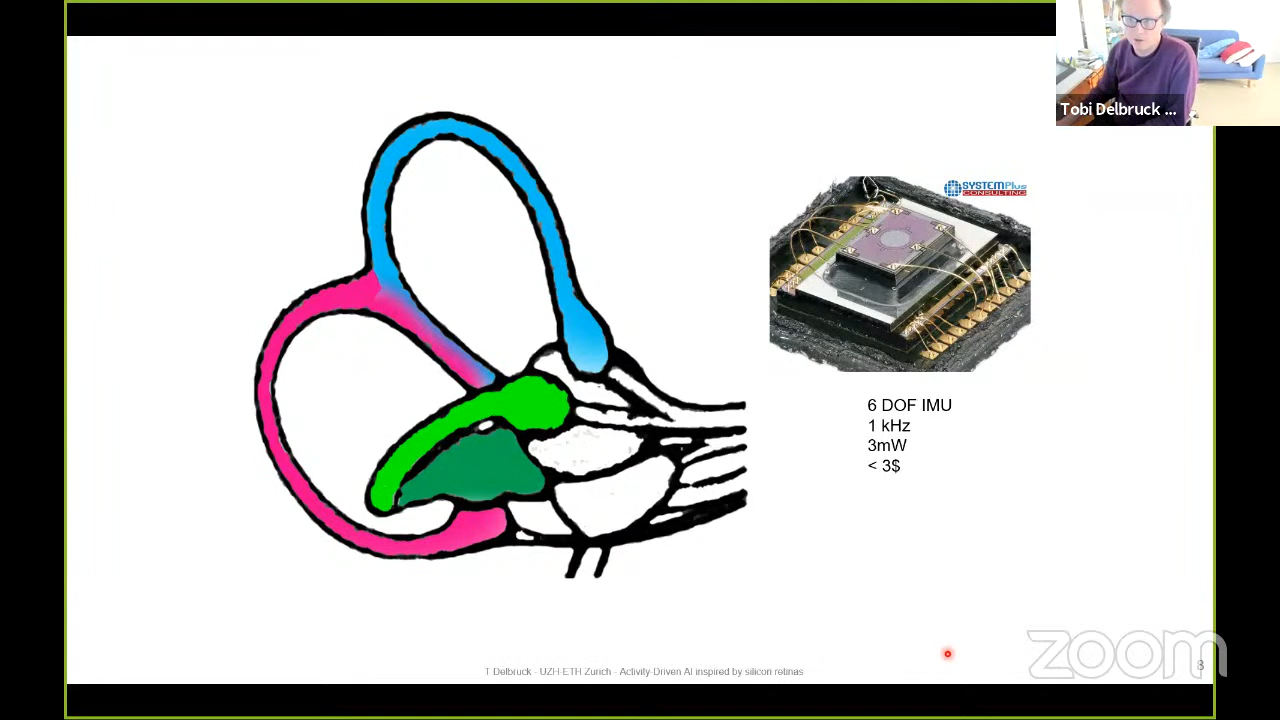 Tobi Delbruck ...
SYSTEMPlus
CONSULTING
6 DOF IMU
1 kHz
3mW
< 3$
zoom
T Delbruck - UZH-ETH Zurich - Activity-Driven AI inspired by silicon retinas